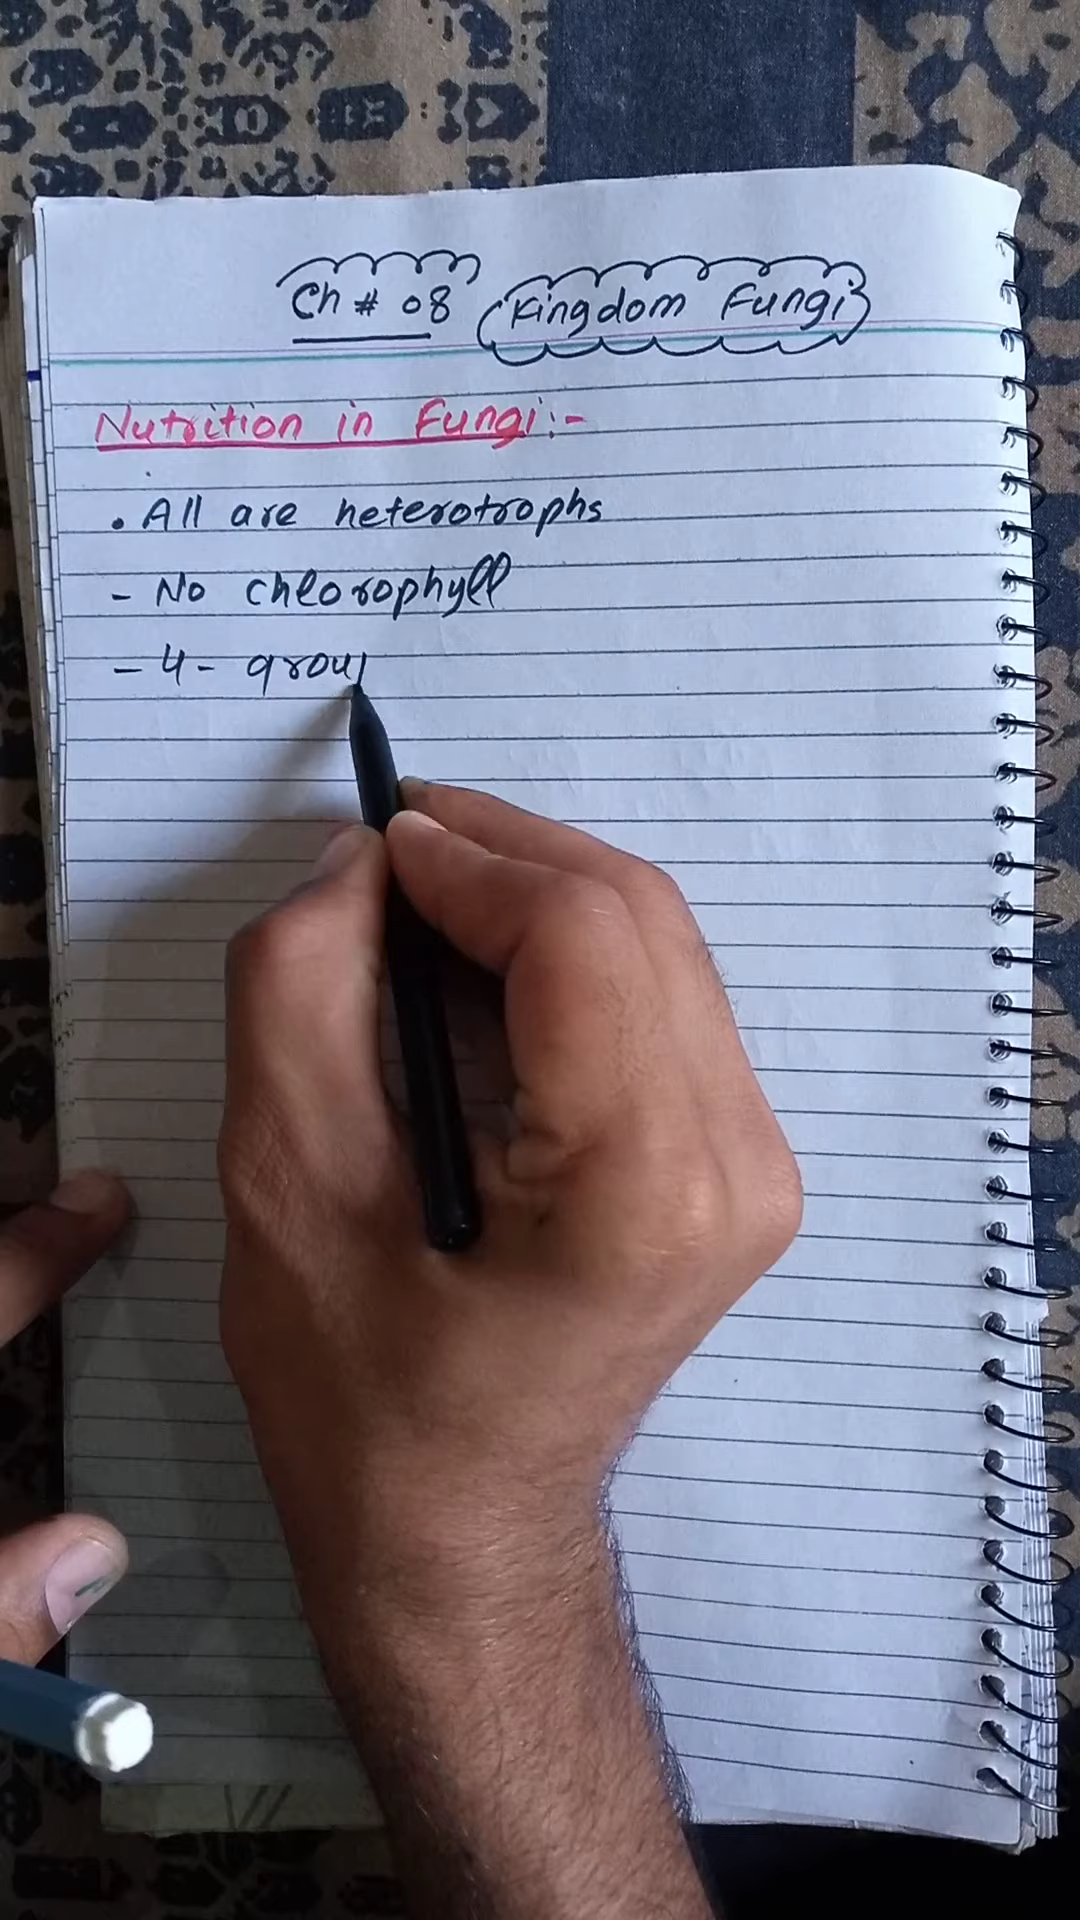 Ch # 08 Kingdom Fungi
Nutrition in Fungi:-
• All are heterotrophs
- No chlorophyll
- 4 - grou